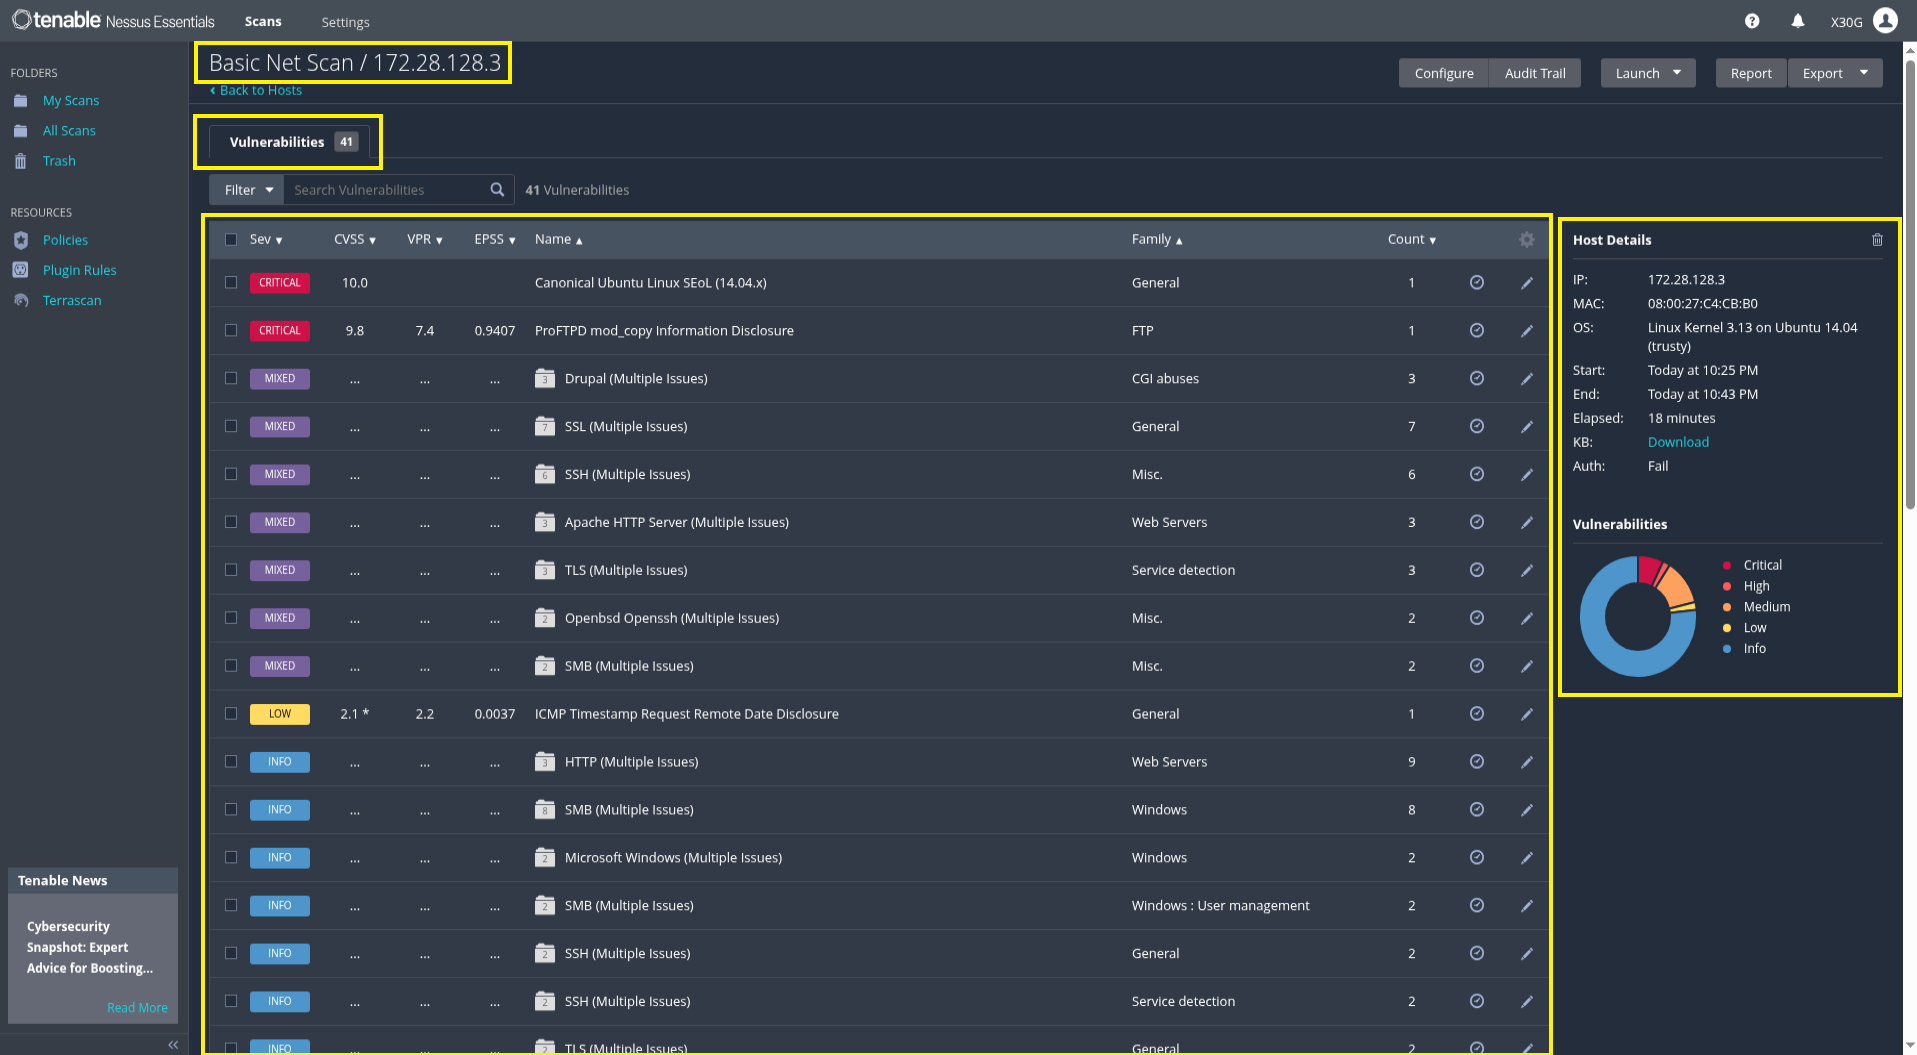 tenable Nessus Essentials Scans Settings X30G
FOLDERS
My Scans
All Scans
Trash
RESOURCES
Policies
Plugin Rules
Terrascan
Tenable News
Cybersecurity
Snapshot: Expert
Advice for Boosting...
Read More
Basic Net Scan / 172.28.128.3
Back to Hosts
Configure Audit Trail Launch Report Export
Vulnerabilities 41
Filter Search Vulnerabilities 41 Vulnerabilities
Sev CVSS VPR EPSS Name Family Count
CRITICAL 10.0 Canonical Ubuntu Linux SEoL (14.04.x) General 1
CRITICAL 9.8 7.4 0.9407 ProFTPD mod_copy Information Disclosure FTP 1
MIXED ... ... ... 3 Drupal (Multiple Issues) CGI abuses 3
MIXED ... ... ... 7 SSL (Multiple Issues) General 7
MIXED ... ... ... 6 SSH (Multiple Issues) Misc. 6
MIXED ... ... ... 3 Apache HTTP Server (Multiple Issues) Web Servers 3
MIXED ... ... ... 3 TLS (Multiple Issues) Service detection 3
MIXED ... ... ... 2 Openbsd Openssh (Multiple Issues) Misc. 2
MIXED ... ... ... 2 SMB (Multiple Issues) Misc. 2
LOW 2.1 * 2.2 0.0037 ICMP Timestamp Request Remote Date Disclosure General 1
INFO ... ... ... 3 HTTP (Multiple Issues) Web Servers 9
INFO ... ... ... 8 SMB (Multiple Issues) Windows 8
INFO ... ... ... 2 Microsoft Windows (Multiple Issues) Windows 2
INFO ... ... ... 2 SMB (Multiple Issues) Windows : User management 2
INFO ... ... ... 2 SSH (Multiple Issues) General 2
INFO ... ... ... 2 SSH (Multiple Issues) Service detection 2
INFO ... ... ... 2 TLS (Multiple Issues) General 2
Host Details
IP: 172.28.128.3
MAC: 08:00:27:C4:CB:B0
OS: Linux Kernel 3.13 on Ubuntu 14.04
(trusty)
Start: Today at 10:25 PM
End: Today at 10:43 PM
Elapsed: 18 minutes
KB: Download
Auth: Fail
Vulnerabilities
Critical
High
Medium
Low
Info